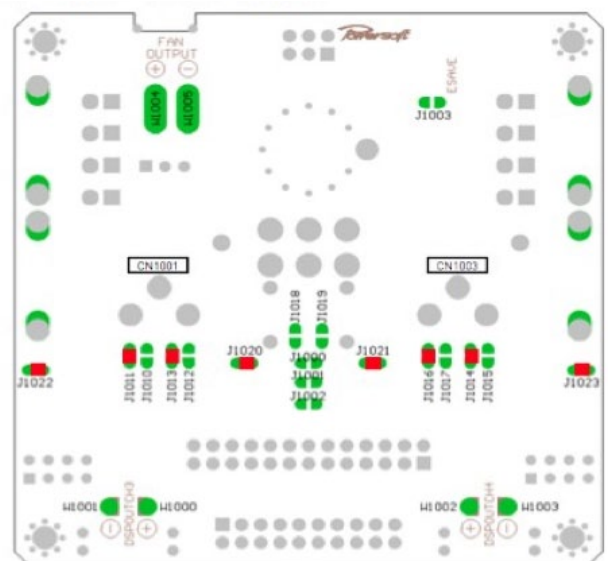 Powersoft
FAN
OUTPUT
+ -
W1004
W1005
ESAVE
J1003
CN1001
CN1003
J1018
J1019
J1020
J1000
J1021
J1001
J1002
J1022
J1011
J1010
J1013
J1012
J1016
J1017
J1014
J1015
J1023
W1001
W1000
DSPOUTCH3
- +
W1002
W1003
DSPOUTCH4
+ -